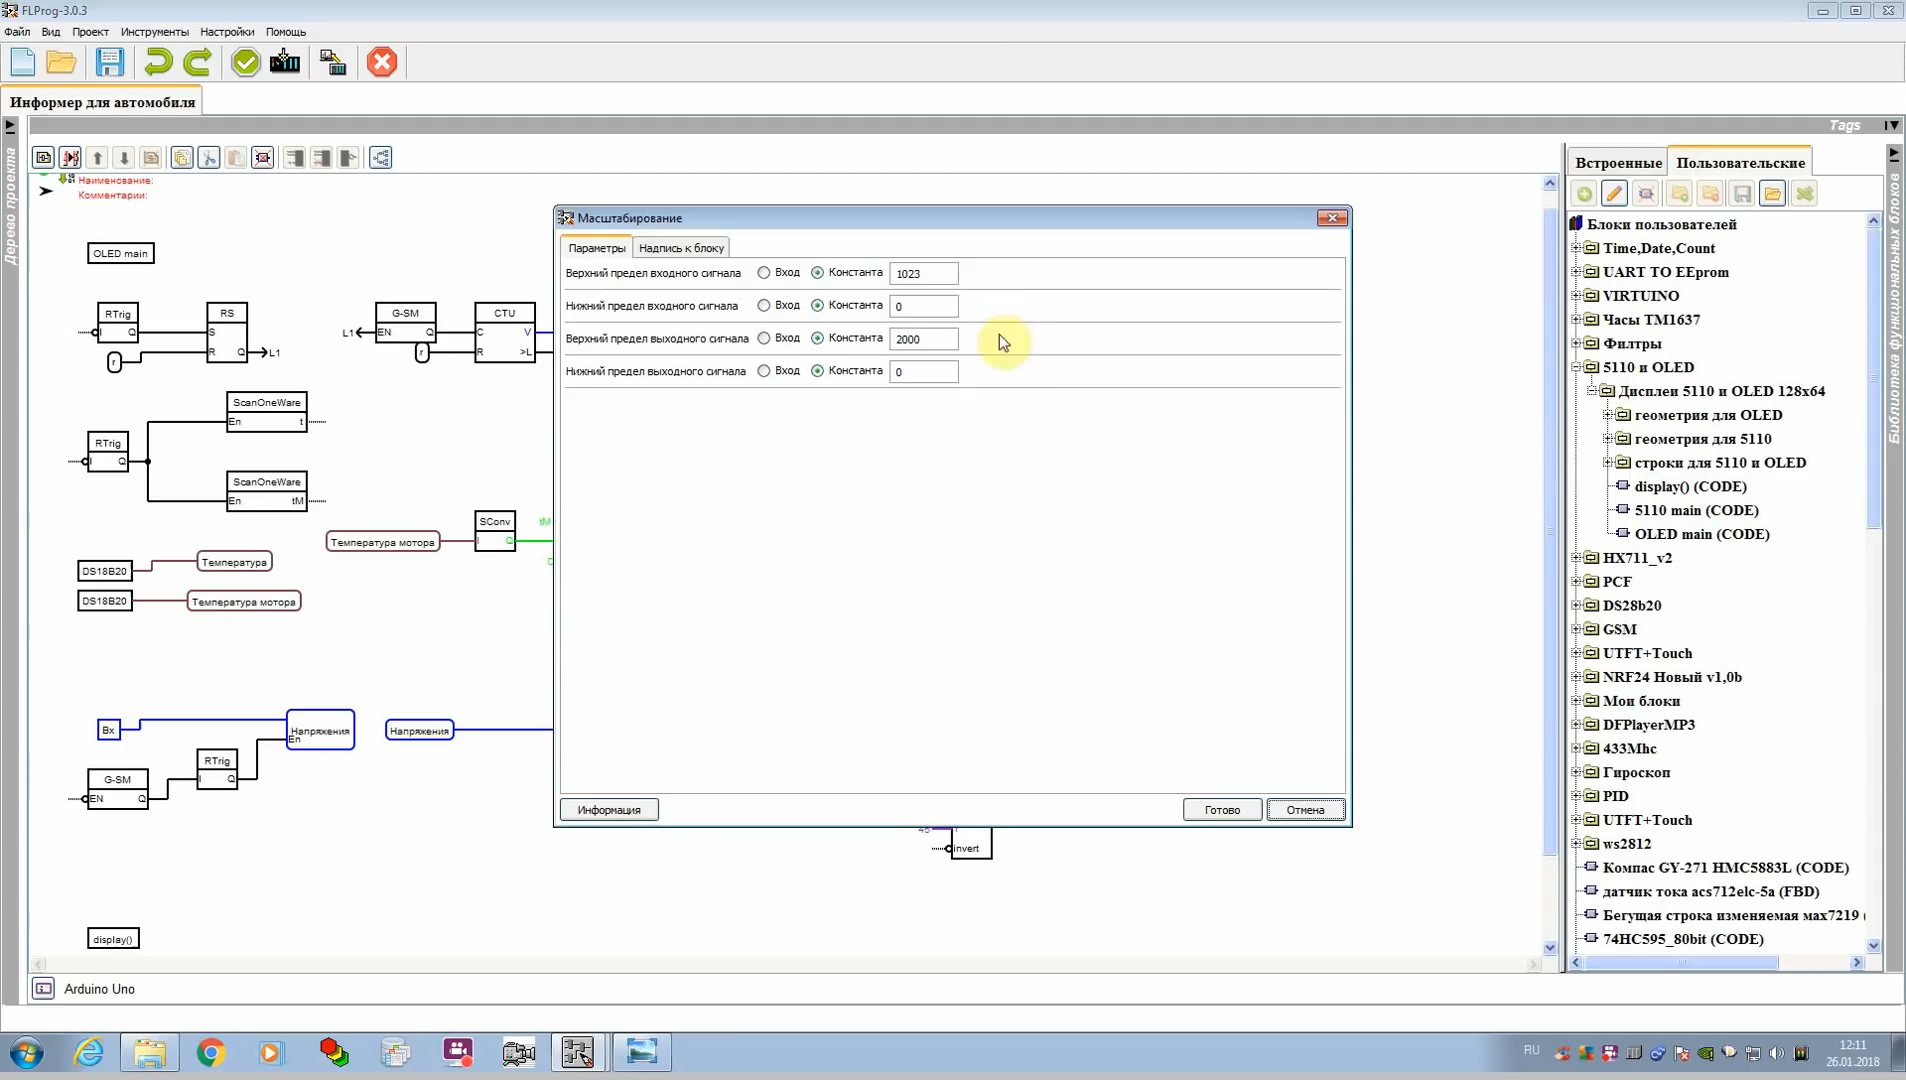 FLProg-3.0.3
Файл Вид Проект Инструменты Настройки Помощь
Информер для автомобиля
Tags
Дерево проекта
Наименование:
Комментарии:
OLED main
RTrig
I Q
RS
S
R Q
L1
r
G-SM
L1 EN Q
CTU
C V
R >L
r
ScanOneWare
En t
RTrig
I Q
ScanOneWare
En tM
Температура мотора
SConv
I Q
tM
DS18B20
Температура
DS18B20
Температура мотора
Вх
Напряжения
En
Напряжения
RTrig
I Q
G-SM
EN Q
invert
display()
Масштабирование
Параметры Надпись к блоку
Верхний предел входного сигнала Вход Константа 1023
Нижний предел входного сигнала Вход Константа 0
Верхний предел выходного сигнала Вход Константа 2000
Нижний предел выходного сигнала Вход Константа 0
Информация Готово Отмена
Встроенные Пользовательские
Блоки пользователей
Time,Date,Count
UART TO EEprom
VIRTUINO
Часы TM1637
Филтры
5110 и OLED
Дисплеи 5110 и OLED 128x64
геометрия для OLED
геометрия для 5110
строки для 5110 и OLED
display() (CODE)
5110 main (CODE)
OLED main (CODE)
HX711_v2
PCF
DS28b20
GSM
UTFT+Touch
NRF24 Новый v1,0b
Мои блоки
DFPlayerMP3
433Mhc
Гироскоп
PID
UTFT+Touch
ws2812
Компас GY-271 HMC5883L (CODE)
датчик тока acs712elc-5a (FBD)
Бегущая строка изменяемая мах7219 (
74HC595_80bit (CODE)
Библиотека функциональных блоков
Arduino Uno
RU
12:11
26.01.2018